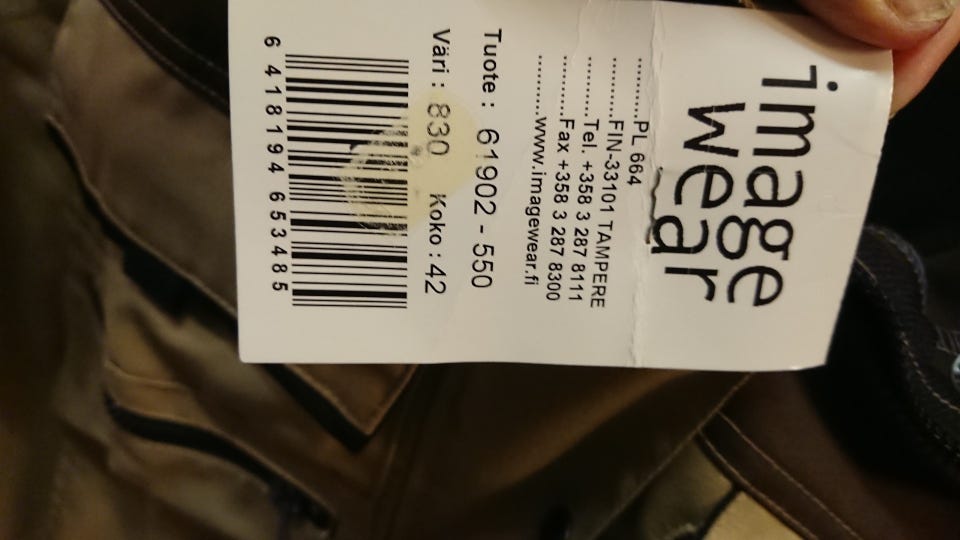 image
wear
..........PL 664
..........FIN-33101 TAMPERE
..........Tel. +358 3 287 8111
..........Fax +358 3 287 8300
..........www.imagewear.fi
Tuote : 61902 - 550
Väri : 830 Koko : 42
6 418194 653485